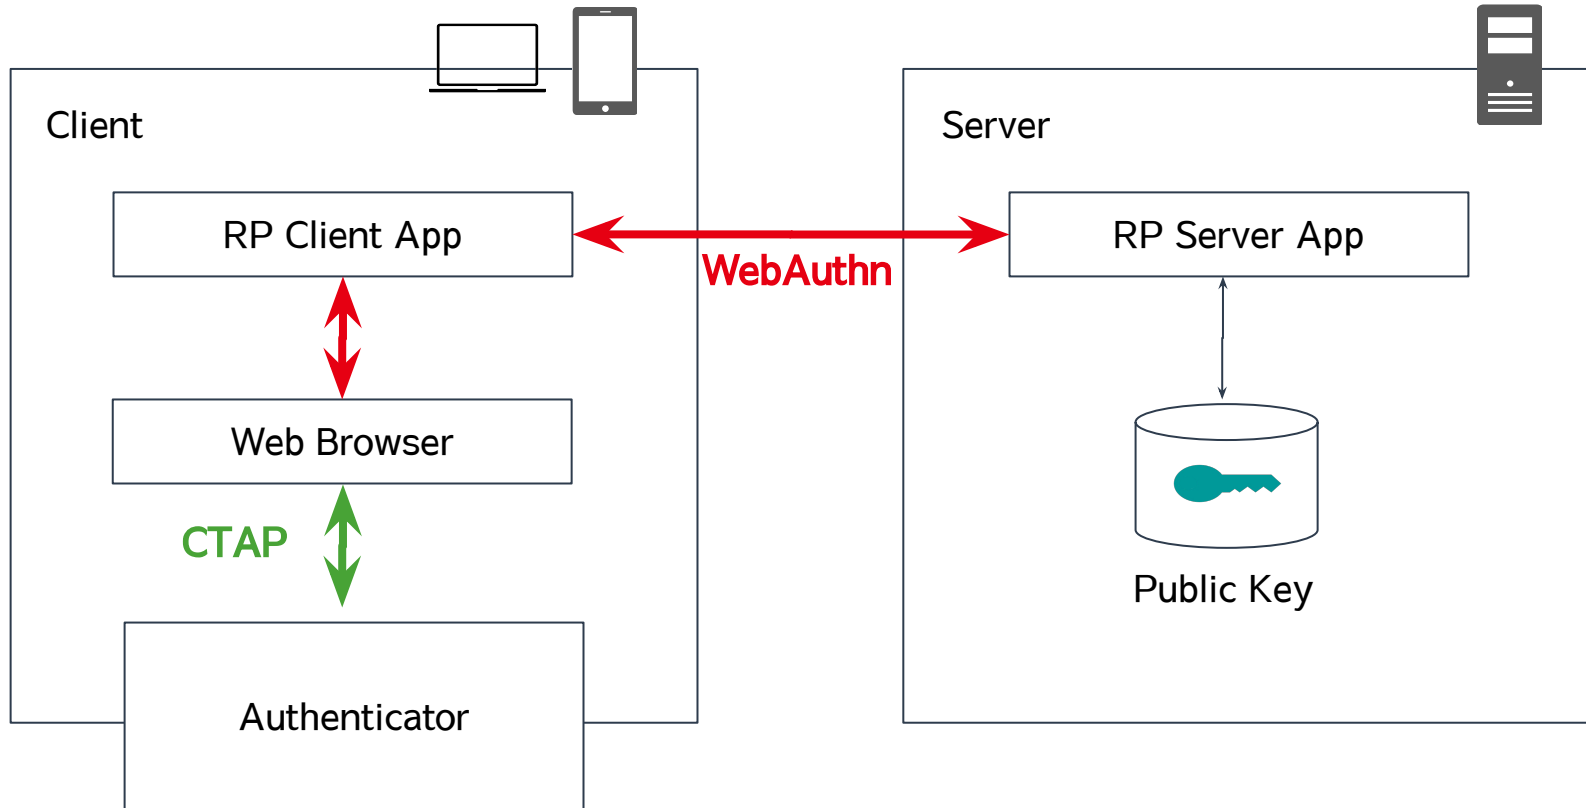 Client
Server
RP Client App
RP Server App
WebAuthn
Web Browser
CTAP
Public Key
Authenticator